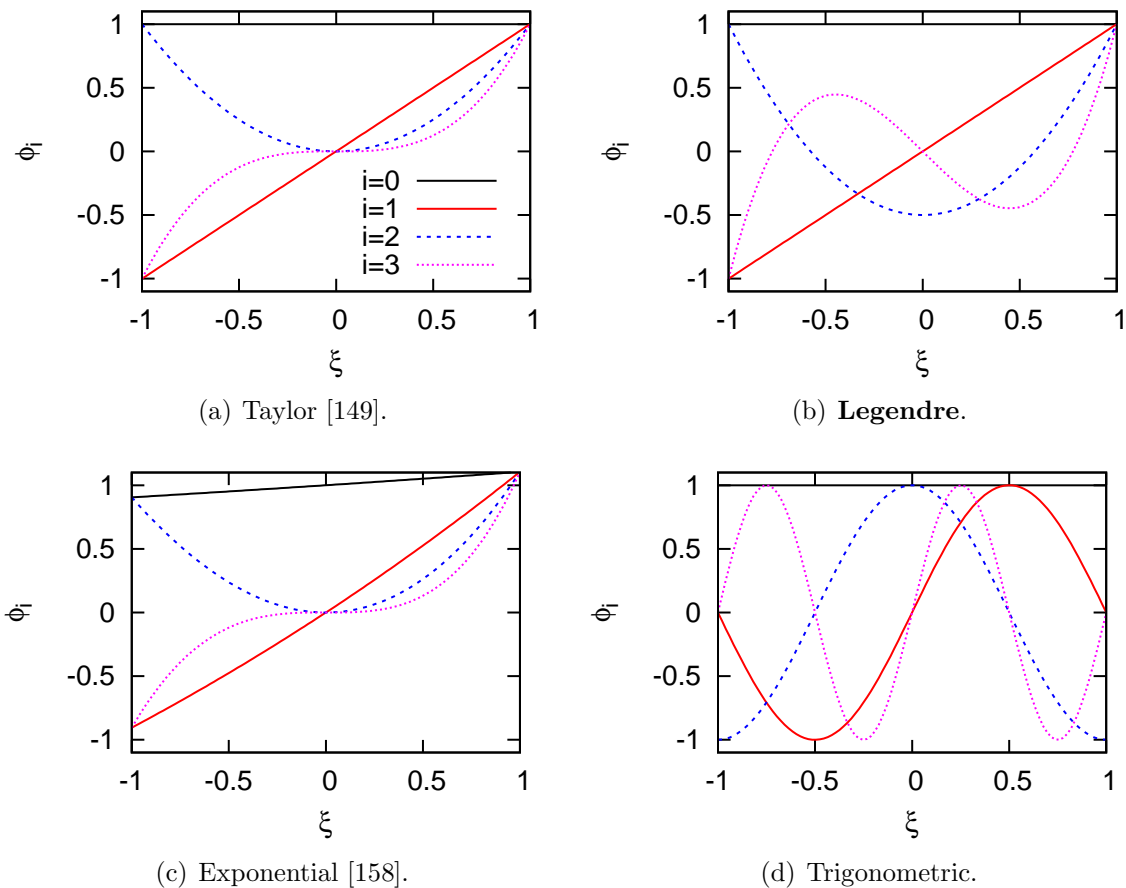 1
0.5
0
-0.5
-1
ϕi
i=0
i=1
i=2
i=3
-1 -0.5 0 0.5 1
ξ
(a) Taylor [149].
1
0.5
0
-0.5
-1
ϕi
-1 -0.5 0 0.5 1
ξ
(b) Legendre.
1
0.5
0
-0.5
-1
ϕi
-1 -0.5 0 0.5 1
ξ
(c) Exponential [158].
1
0.5
0
-0.5
-1
ϕi
-1 -0.5 0 0.5 1
ξ
(d) Trigonometric.